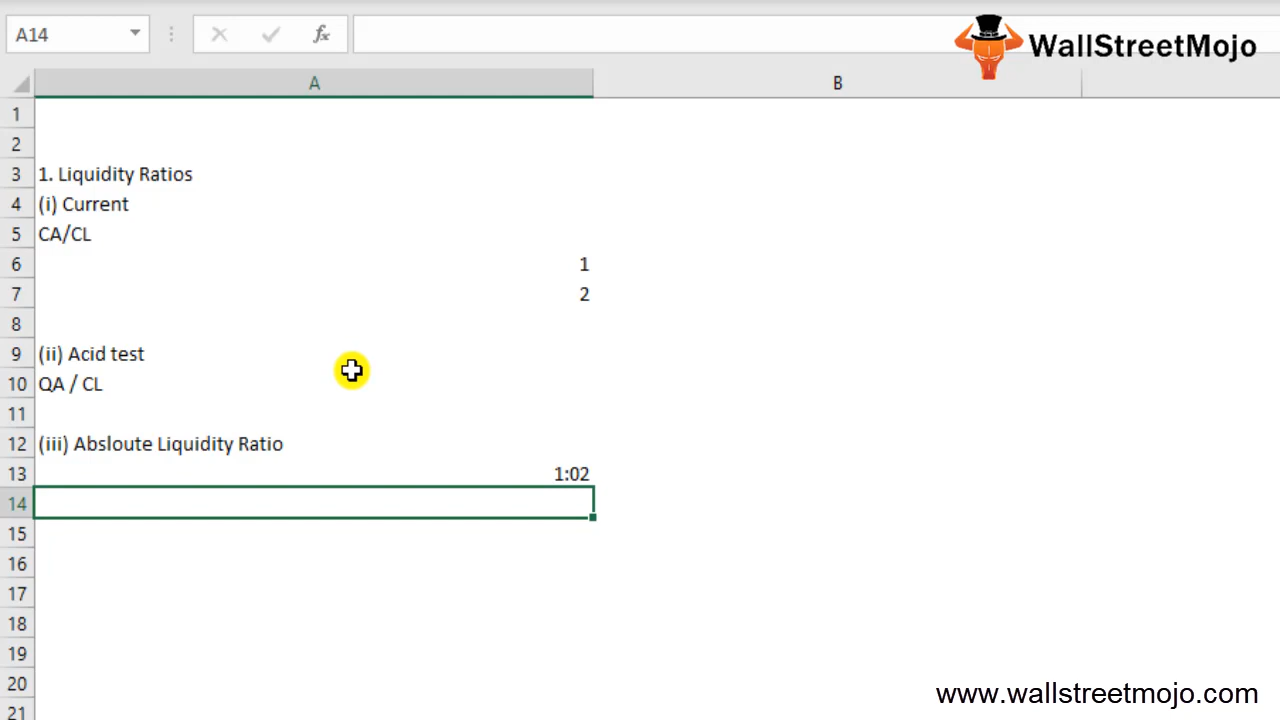 A14
fx
WallStreetMojo
A B
1
2
3 1. Liquidity Ratios
4 (i) Current
5 CA/CL
6 1
7 2
8
9 (ii) Acid test
10 QA / CL
11
12 (iii) Absloute Liquidity Ratio
13 1:02
14
15
16
17
18
19
20
21
www.wallstreetmojo.com